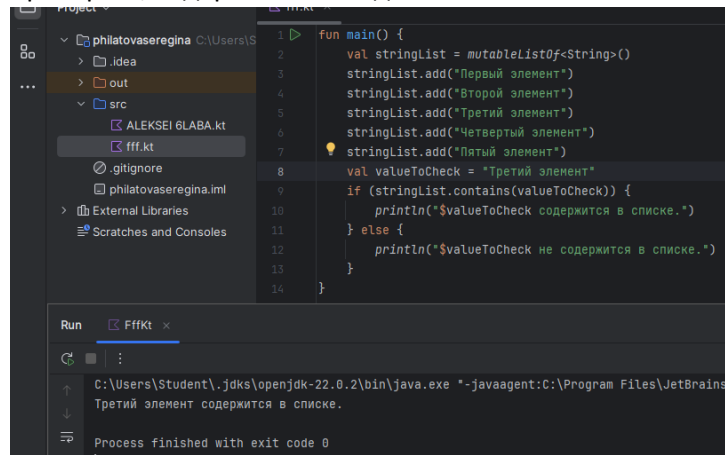 Project
fff.kt
philatovaseregina C:\Users\S
.idea
out
src
ALEKSEI 6LABA.kt
fff.kt
.gitignore
philatovaseregina.iml
External Libraries
Scratches and Consoles
1 fun main() {
2 val stringList = mutableListOf<String>()
3 stringList.add("Первый элемент")
4 stringList.add("Второй элемент")
5 stringList.add("Третий элемент")
6 stringList.add("Четвертый элемент")
7 stringList.add("Пятый элемент")
8 val valueToCheck = "Третий элемент"
9 if (stringList.contains(valueToCheck)) {
10 println("$valueToCheck содержится в списке.")
11 } else {
12 println("$valueToCheck не содержится в списке.")
13 }
14 }
Run FffKt
C:\Users\Student\.jdks\openjdk-22.0.2\bin\java.exe "-javaagent:C:\Program Files\JetBrains
Третий элемент содержится в списке.
Process finished with exit code 0